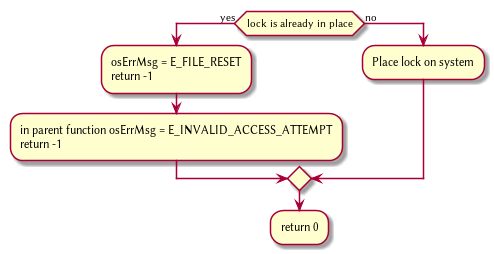 yes
lock is already in place
no
osErrMsg = E_FILE_RESET
return -1
Place lock on system
in parent function osErrMsg = E_INVALID_ACCESS_ATTEMPT
return -1
return 0